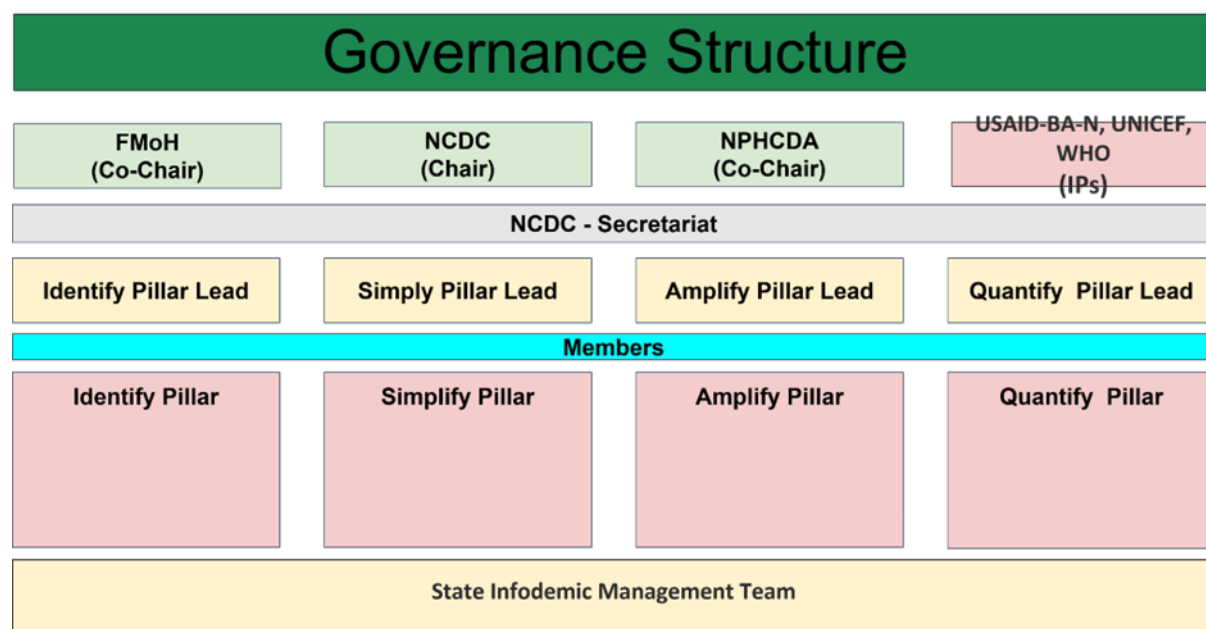 Governance Structure
FMoH
(Co-Chair)
NCDC
(Chair)
NPHCDA
(Co-Chair)
USAID-BA-N, UNICEF,
WHO
(IPs)
NCDC - Secretariat
Identify Pillar Lead
Simply Pillar Lead
Amplify Pillar Lead
Quantify  Pillar Lead
Members
Identify Pillar
Simplify Pillar
Amplify Pillar
Quantify  Pillar
State Infodemic Management Team